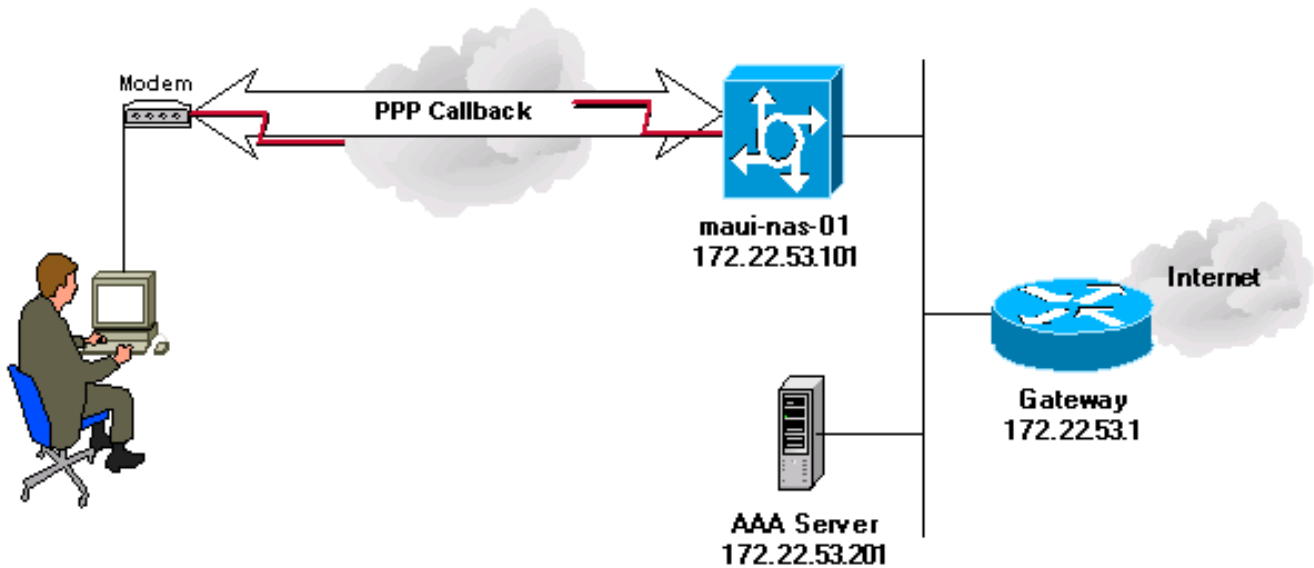 Modem
PPP Callback
maui-nas-01
172.22.53.101
Internet
Gateway
172.22.53.1
AAA Server
172.22.53.201